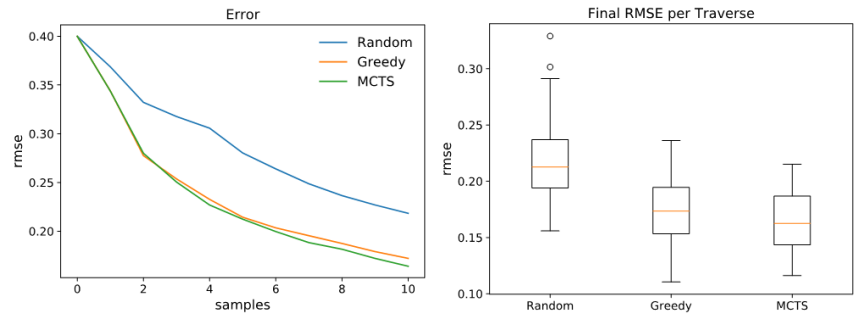 Error
0.40
0.35
0.30
0.25
0.20
rmse
Random
Greedy
MCTS
0
2
4
6
8
10
samples
Final RMSE per Traverse
0.30
0.25
0.20
0.15
0.10
rmse
Random
Greedy
MCTS